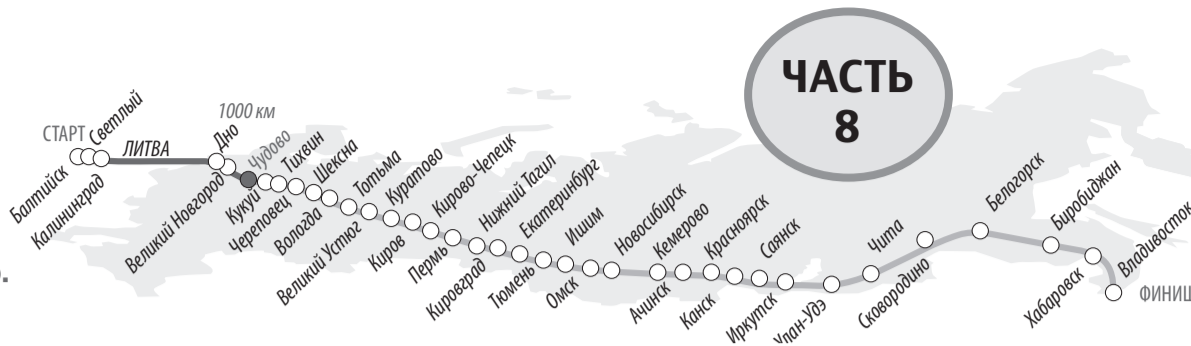 ЧАСТЬ
8
1000 км
СТАРТ
Светлый
ЛИТВА
Дно
Чудово
Тихвин
Шексна
Тотьма
Куратово
Кирово-Чепецк
Нижний Тагил
Екатеринбург
Ишим
Новосибирск
Кемерово
Красноярск
Саянск
Чита
Белогорск
Биробиджан
Владивосток
Балтийск
Калининград
Великий Новгород
Кукуй
Череповец
Вологда
Великий Устюг
Киров
Пермь
Кировград
Тюмень
Омск
Ачинск
Канск
Иркутск
Улан-Удэ
Сковородино
Хабаровск
ФИНИШ